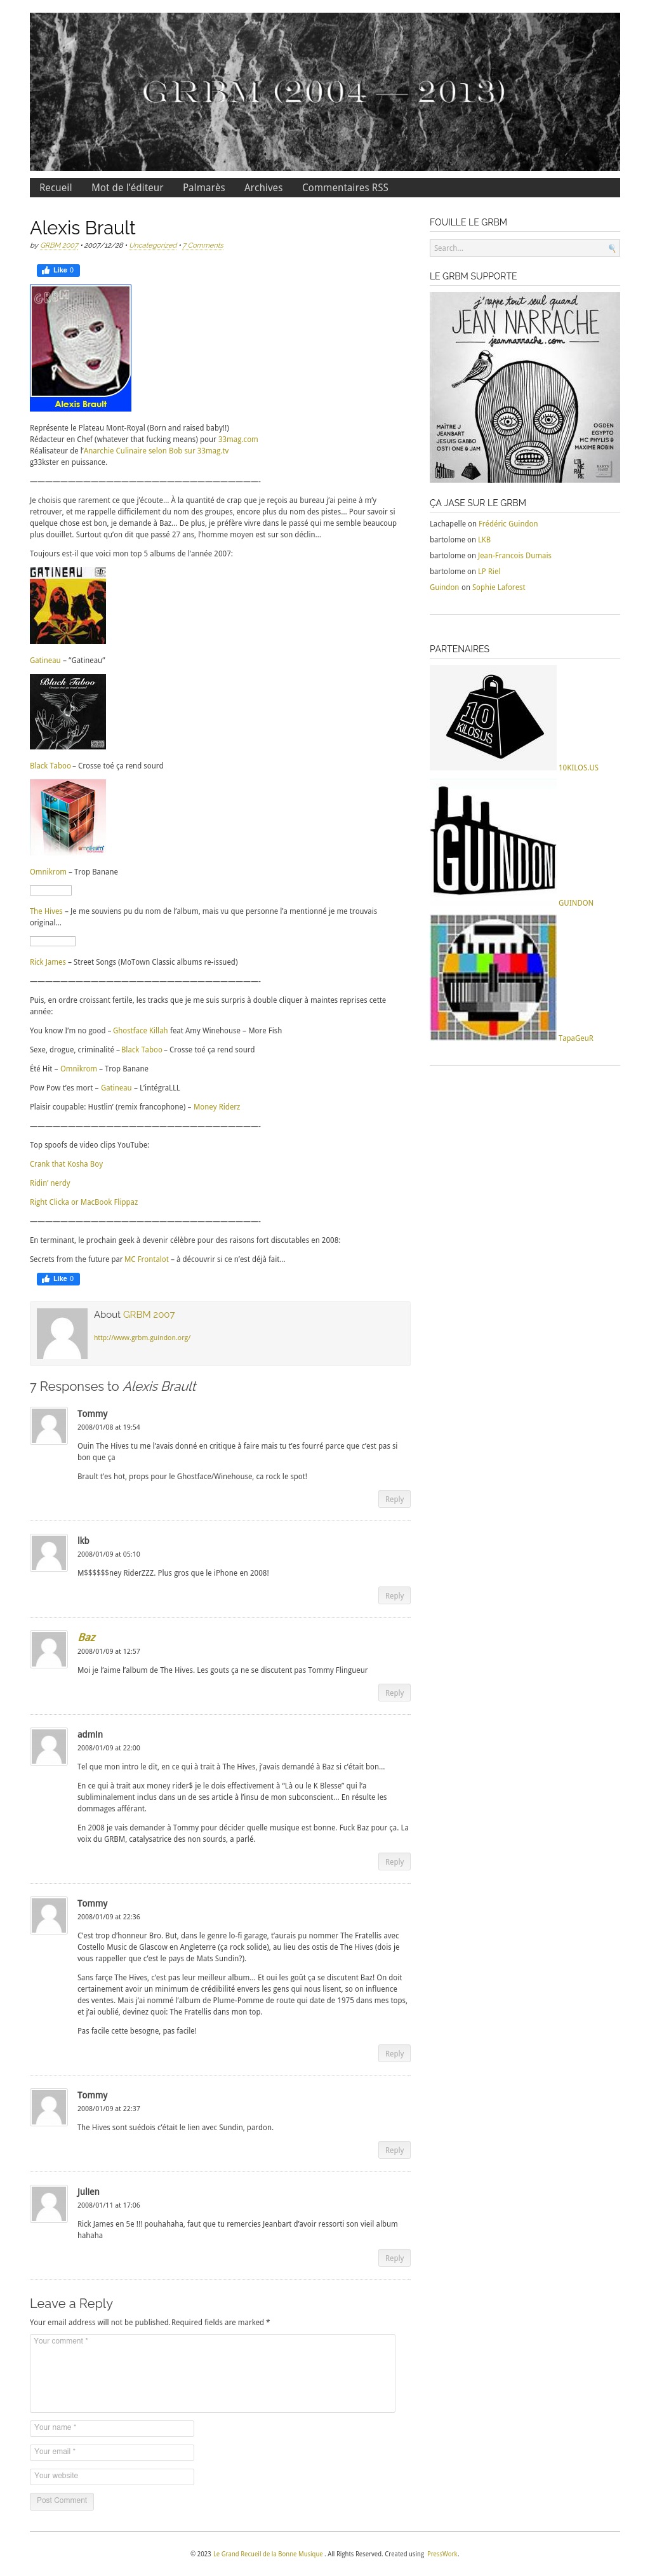 GRBM (2004 — 2013)
Recueil Mot de l’éditeur Palmarès Archives Commentaires RSS
Alexis Brault
by GRBM 2007 • 2007/12/28 • Uncategorized • 7 Comments
Like 0
GRBM
Alexis Brault
Représente le Plateau Mont-Royal (Born and raised baby!!)
Rédacteur en Chef (whatever that fucking means) pour 33mag.com
Réalisateur de l’Anarchie Culinaire selon Bob sur 33mag.tv
g33kster en puissance.
——————————————————————————————-
Je choisis que rarement ce que j’écoute… À la quantité de crap que je reçois au bureau j’ai peine à m’y
retrouver, et me rappelle difficilement du nom des groupes, encore plus du nom des pistes… Pour savoir si
quelque chose est bon, je demande à Baz… De plus, je préfère vivre dans le passé qui me semble beaucoup
plus douillet. Surtout qu’on dit que passé 27 ans, l’homme moyen est sur son déclin…
Toujours est-il que voici mon top 5 albums de l’année 2007:
GATINEAU
Gatineau – “Gatineau”
Black Taboo
Black Taboo – Crosse toé ça rend sourd
omnikrom
Omnikrom – Trop Banane
The Hives – Je me souviens pu du nom de l’album, mais vu que personne l’a mentionné je me trouvais
original…
Rick James – Street Songs (MoTown Classic albums re-issued)
——————————————————————————————-
Puis, en ordre croissant fertile, les tracks que je me suis surpris à double cliquer à maintes reprises cette
année:
You know I’m no good – Ghostface Killah feat Amy Winehouse – More Fish
Sexe, drogue, criminalité – Black Taboo – Crosse toé ça rend sourd
Été Hit – Omnikrom – Trop Banane
Pow Pow t’es mort – Gatineau – L’intégraLLL
Plaisir coupable: Hustlin’ (remix francophone) – Money Riderz
——————————————————————————————-
Top spoofs de video clips YouTube:
Crank that Kosha Boy
Ridin’ nerdy
Right Clicka or MacBook Flippaz
——————————————————————————————-
En terminant, le prochain geek à devenir célèbre pour des raisons fort discutables en 2008:
Secrets from the future par MC Frontalot – à découvrir si ce n’est déjà fait…
Like 0
About GRBM 2007
http://www.grbm.guindon.org/
7 Responses to Alexis Brault
Tommy
2008/01/08 at 19:54
Ouin The Hives tu me l’avais donné en critique à faire mais tu t’es fourré parce que c’est pas si
bon que ça
Brault t’es hot, props pour le Ghostface/Winehouse, ca rock le spot!
Reply
lkb
2008/01/09 at 05:10
M$$$$$$ney RiderZZZ. Plus gros que le iPhone en 2008!
Reply
Baz
2008/01/09 at 12:57
Moi je l’aime l’album de The Hives. Les gouts ça ne se discutent pas Tommy Flingueur
Reply
admin
2008/01/09 at 22:00
Tel que mon intro le dit, en ce qui à trait à The Hives, j’avais demandé à Baz si c’était bon…
En ce qui à trait aux money rider$ je le dois effectivement à “Là ou le K Blesse” qui l’a
subliminalement inclus dans un de ses article à l’insu de mon subconscient… En résulte les
dommages afférant.
En 2008 je vais demander à Tommy pour décider quelle musique est bonne. Fuck Baz pour ça. La
voix du GRBM, catalysatrice des non sourds, a parlé.
Reply
Tommy
2008/01/09 at 22:36
C’est trop d’honneur Bro. But, dans le genre lo-fi garage, t’aurais pu nommer The Fratellis avec
Costello Music de Glascow en Angleterre (ça rock solide), au lieu des ostis de The Hives (dois je
vous rappeller que c’est le pays de Mats Sundin?).
Sans farçe The Hives, c’est pas leur meilleur album… Et oui les goût ça se discutent Baz! On doit
certainement avoir un minimum de crédibilité envers les gens qui nous lisent, so on influence
des ventes. Mais j’ai nommé l’album de Plume-Pomme de route qui date de 1975 dans mes tops,
et j’ai oublié, devinez quoi: The Fratellis dans mon top.
Pas facile cette besogne, pas facile!
Reply
Tommy
2008/01/09 at 22:37
The Hives sont suédois c’était le lien avec Sundin, pardon.
Reply
Julien
2008/01/11 at 17:06
Rick James en 5e !!! pouhahaha, faut que tu remercies Jeanbart d’avoir ressorti son vieil album
hahaha
Reply
Leave a Reply
Your email address will not be published.Required fields are marked *
Your comment *
Your name *
Your email *
Your website
Post Comment
FOUILLE LE GRBM
Search...
LE GRBM SUPPORTE
j'rappe tout seul quand
JEAN NARRACHE
jeannarrache.com
MAÎTRE J
JEANBART
JESUIS GABBO
OSTI ONE & JAM
OGDEN
EGYPTO
MC PHYL &
MAXIME ROBIN
ÇA JASE SUR LE GRBM
Lachapelle on Frédéric Guindon
bartolome on LKB
bartolome on Jean-Francois Dumais
bartolome on LP Riel
Guindon on Sophie Laforest
PARTENAIRES
10
KILOS.US
10KILOS.US
GUINDON
GUINDON
TapaGeuR
© 2023 Le Grand Recueil de la Bonne Musique . All Rights Reserved. Created using PressWork.